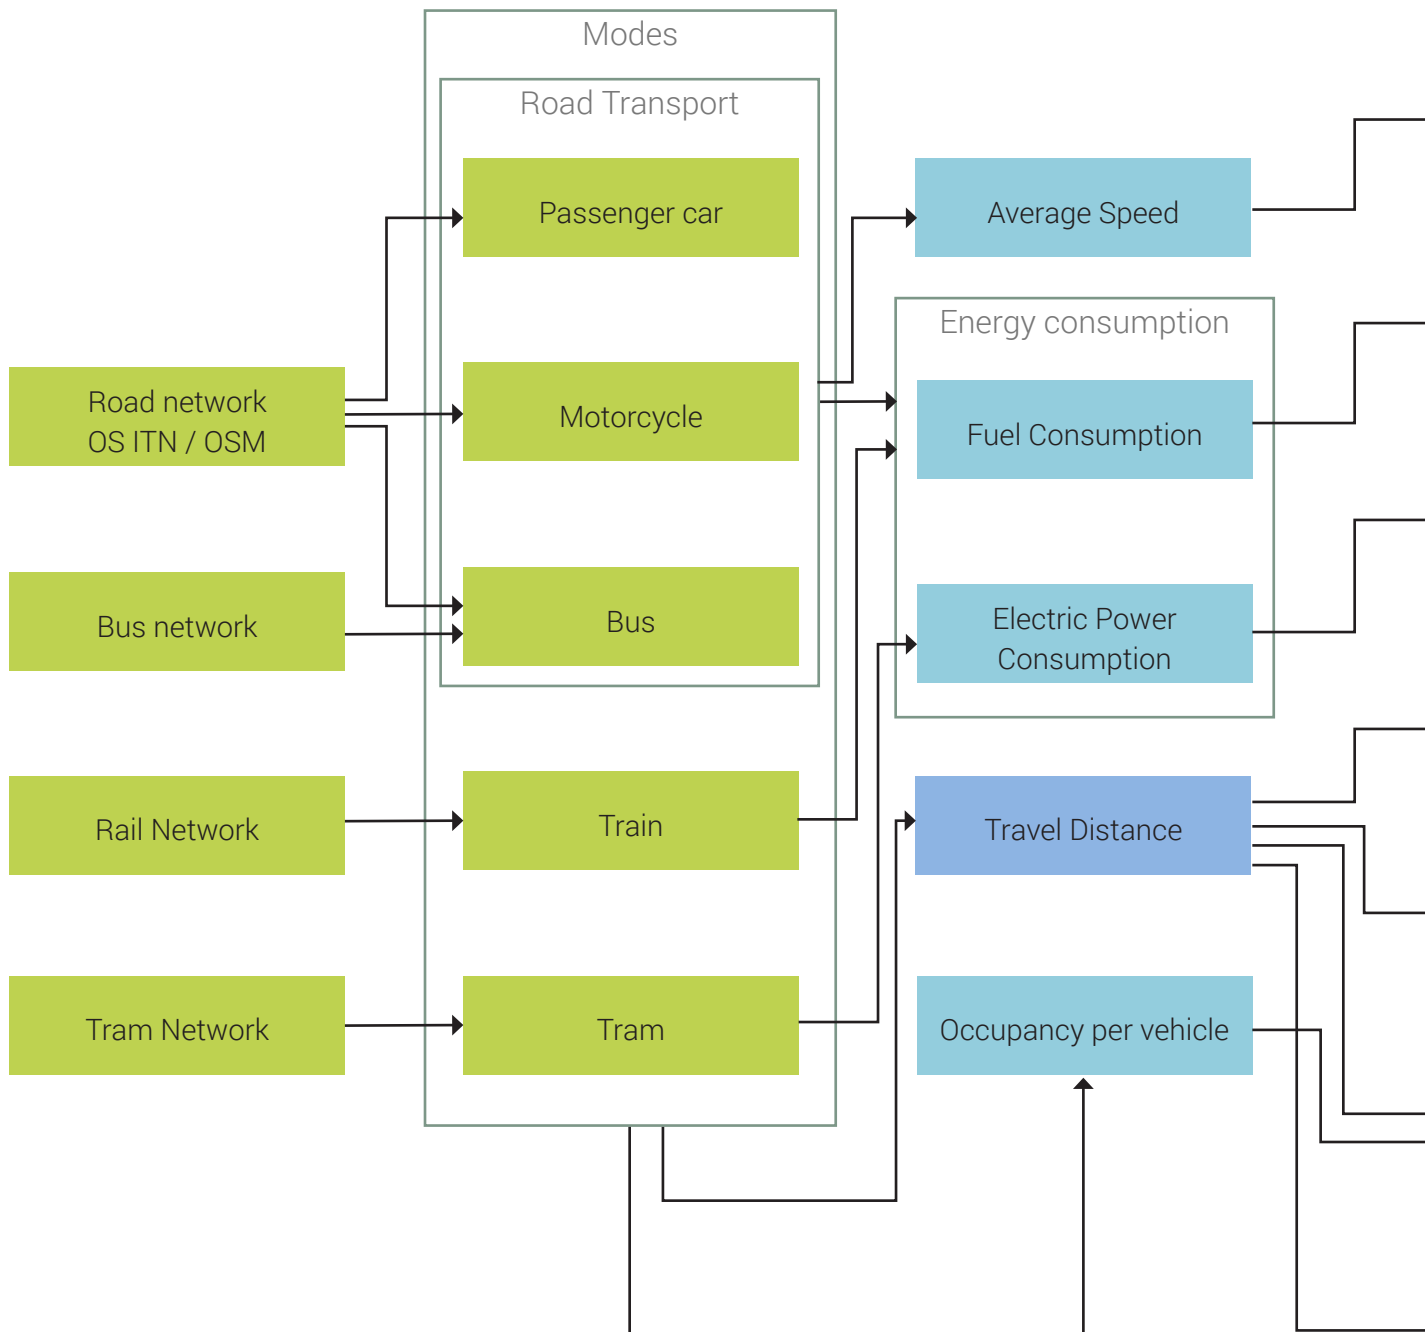 Modes
Road Transport
Passenger car
Average Speed
Energy consumption
Road network
OS ITN / OSM
Motorcycle
Fuel Consumption
Bus network
Bus
Electric Power
Consumption
Rail Network
Train
Travel Distance
Tram Network
Tram
Occupancy per vehicle